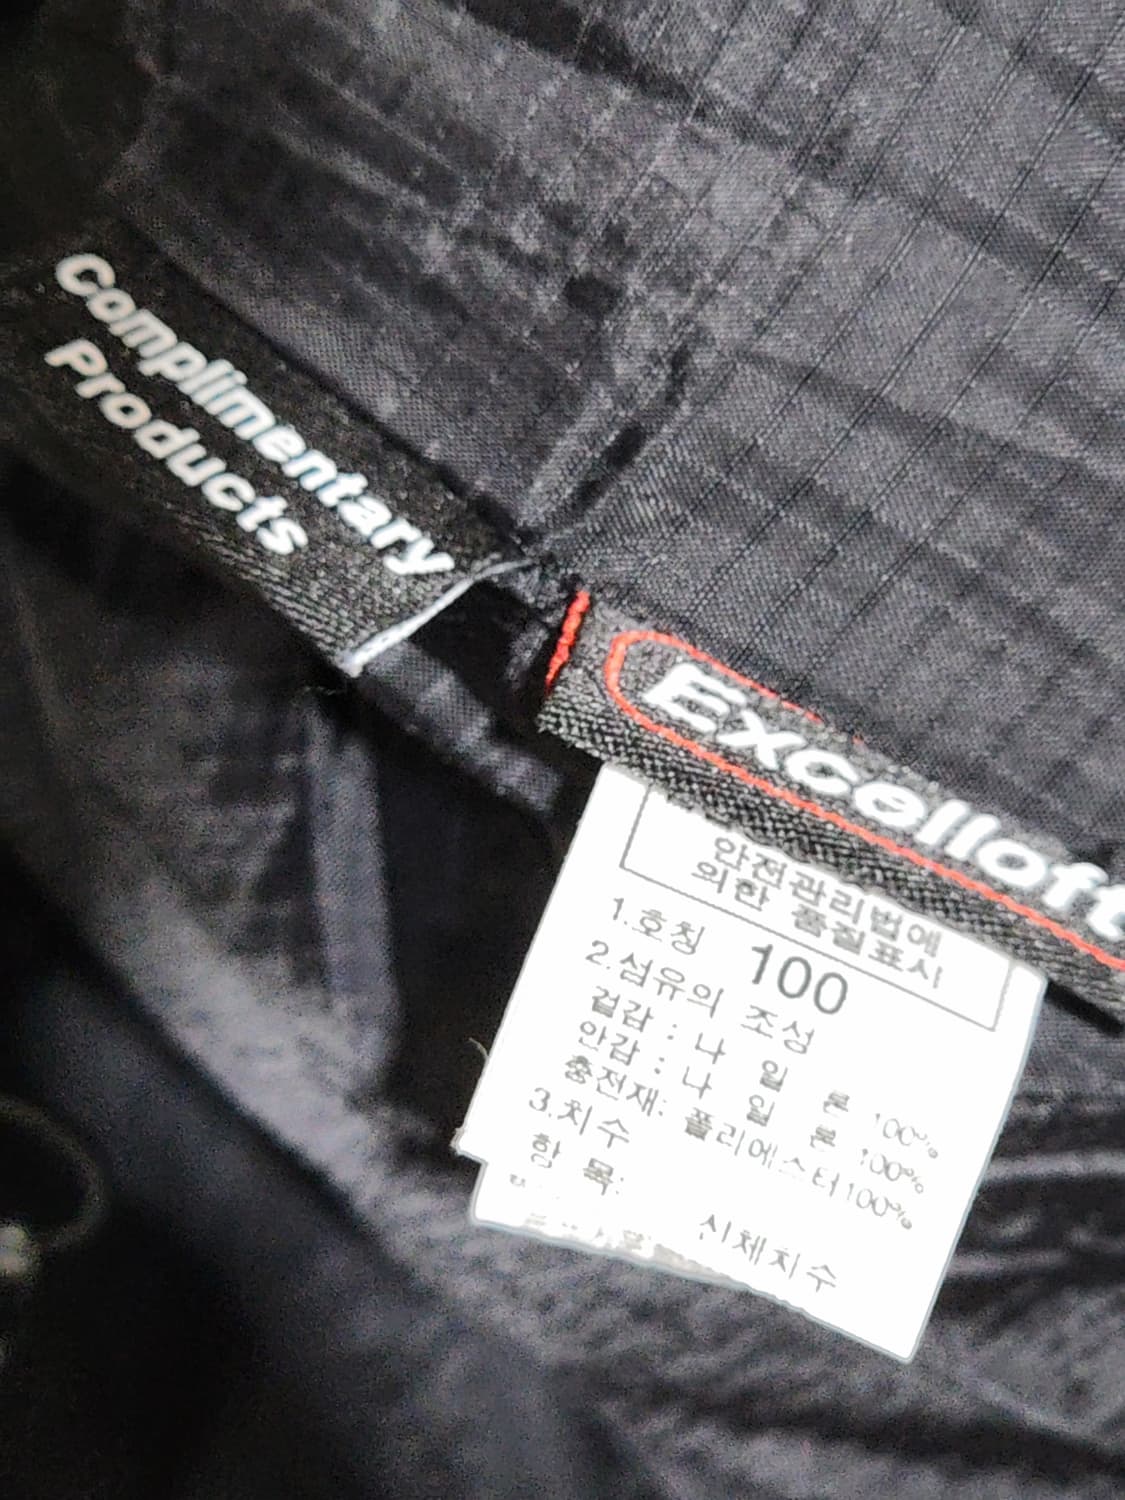 Complimentary
Products
Excelloft
안전관리법에
의한 품질표시
1.호칭 100
2.섬유의 조성
겉감 : 나 일 론 100%
안감 : 나 일 론 100%
충전재: 폴리에스터100%
3.치수
항 목:
신체치수